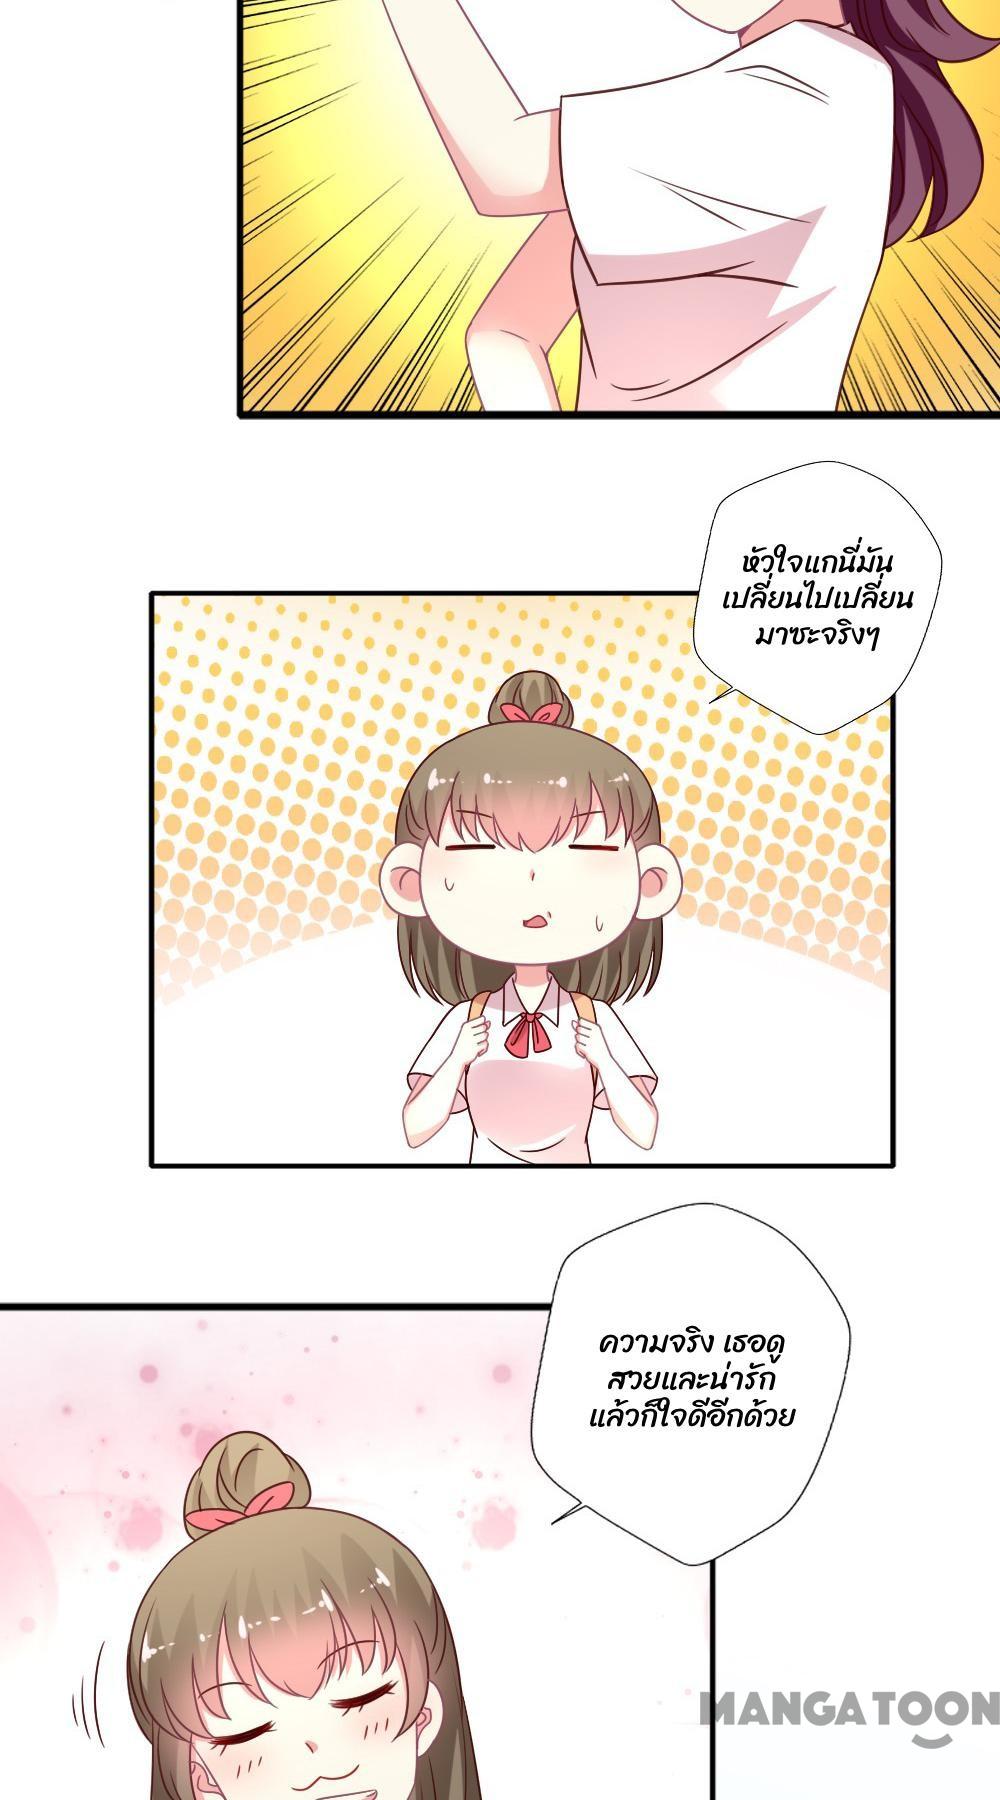 หัวใจแกนี่มัน
เปลี่ยนไปเปลี่ยน
มาซะจริงๆ
ความจริง เธอดู
สวยและน่ารัก
แล้วก็ใจดีอีกด้วย
MANGATOON